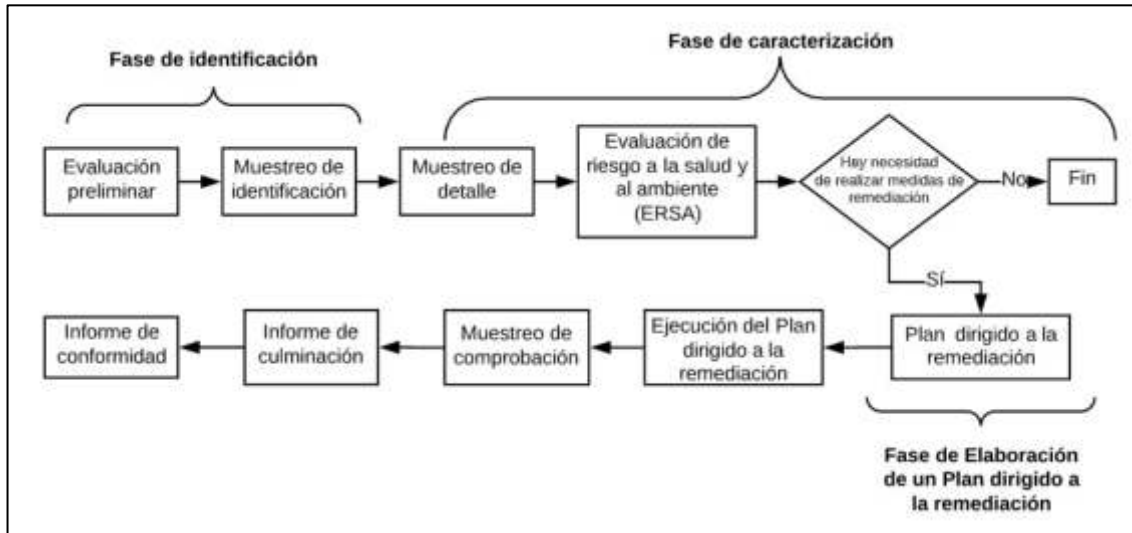 Fase de identificación
Fase de caracterización
Evaluación
preliminar
Muestreo de
identificación
Muestreo de
detalle
Evaluación de
riesgo a la salud y
al ambiente
(ERSA)
Hay necesidad
de realizar medidas de
remediación
No
Fin
Sí
Plan dirigido a la
remediación
Ejecución del Plan
dirigido a la
remediación
Muestreo de
comprobación
Informe de
culminación
Informe de
conformidad
Fase de Elaboración
de un Plan dirigido a
la remediación